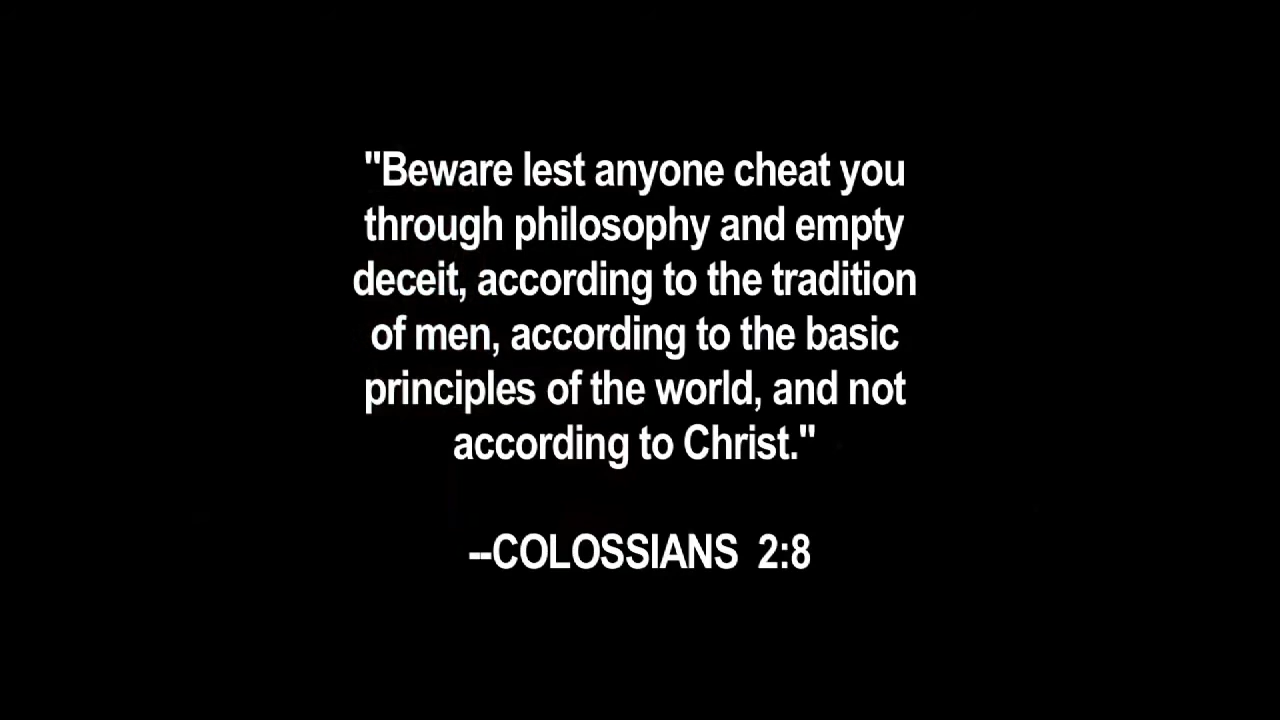 "Beware lest anyone cheat you
through philosophy and empty
deceit, according to the tradition
of men, according to the basic
principles of the world, and not
according to Christ."
--COLOSSIANS 2:8